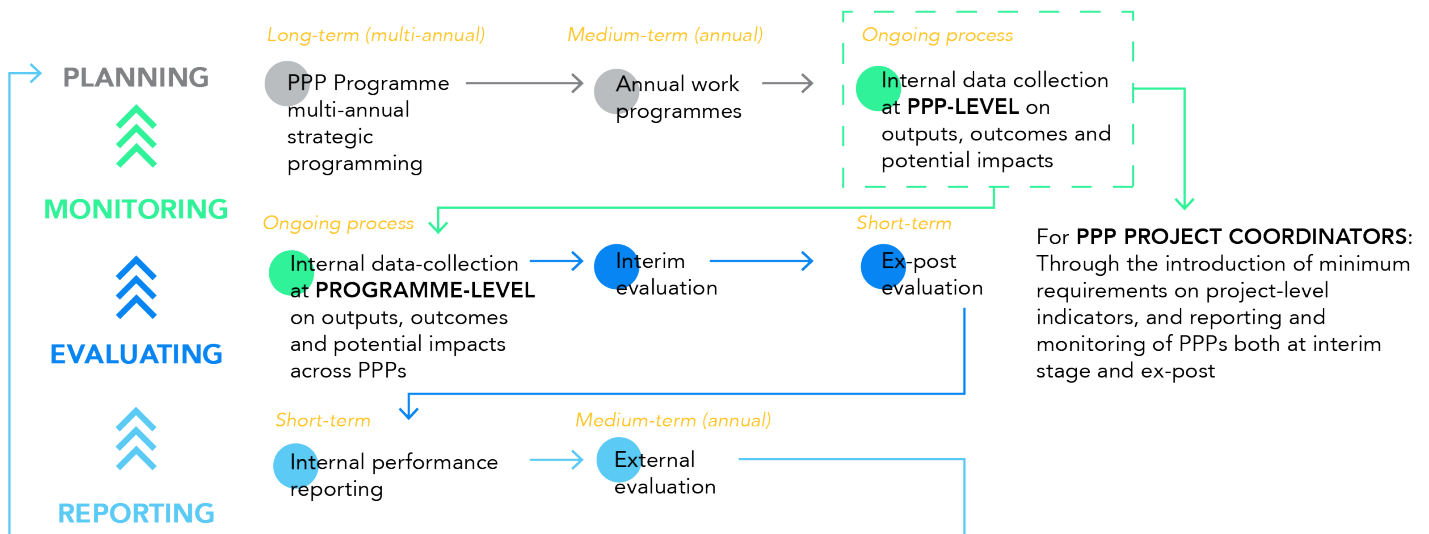 PLANNING
MONITORING
EVALUATING
REPORTING
Long-term (multi-annual)
PPP Programme
multi-annual
strategic
programming
Medium-term (annual)
Annual work
programmes
Ongoing process
Internal data collection
at PPP-LEVEL on
outputs, outcomes and
potential impacts
Ongoing process
Internal data-collection
at PROGRAMME-LEVEL
on outputs, outcomes
and potential impacts
across PPPs
Interim
evaluation
Short-term
Ex-post
evaluation
For PPP PROJECT COORDINATORS:
Through the introduction of minimum
requirements on project-level
indicators, and reporting and
monitoring of PPPs both at interim
stage and ex-post
Short-term
Internal performance
reporting
Medium-term (annual)
External
evaluation